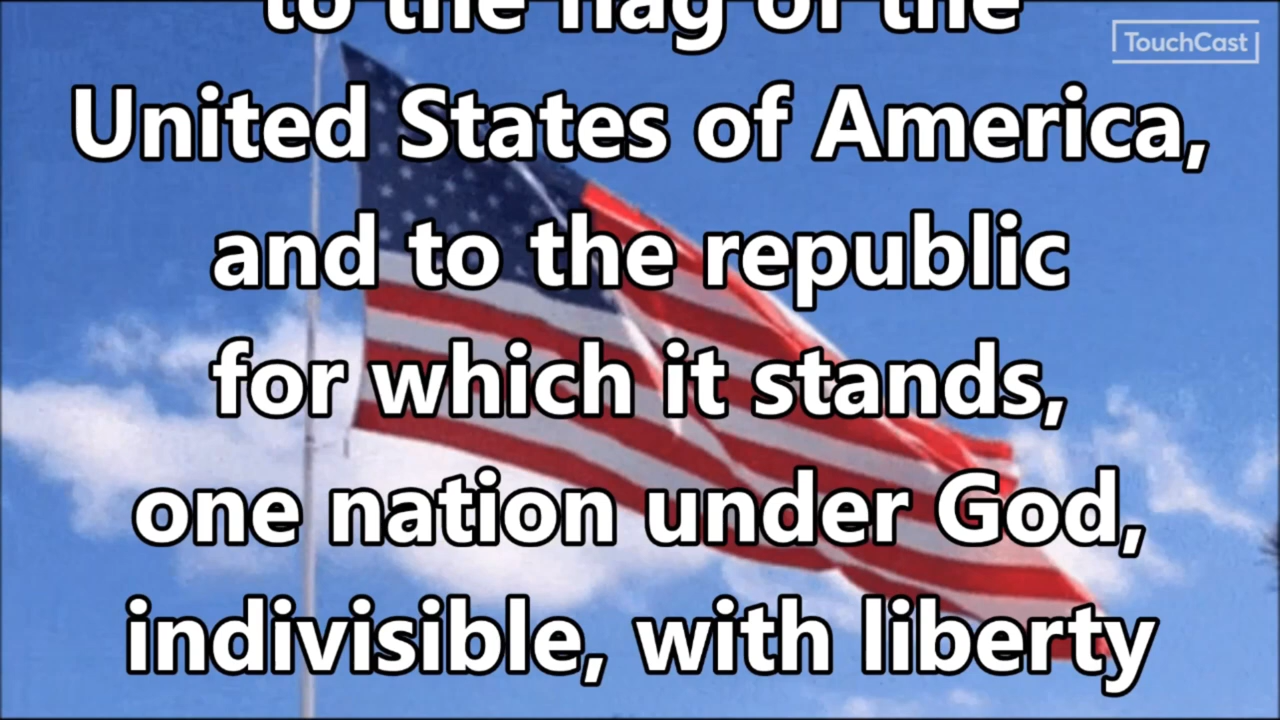 to the flag of the
TouchCast
United States of America,
and to the republic
for which it stands,
one nation under God,
indivisible, with liberty